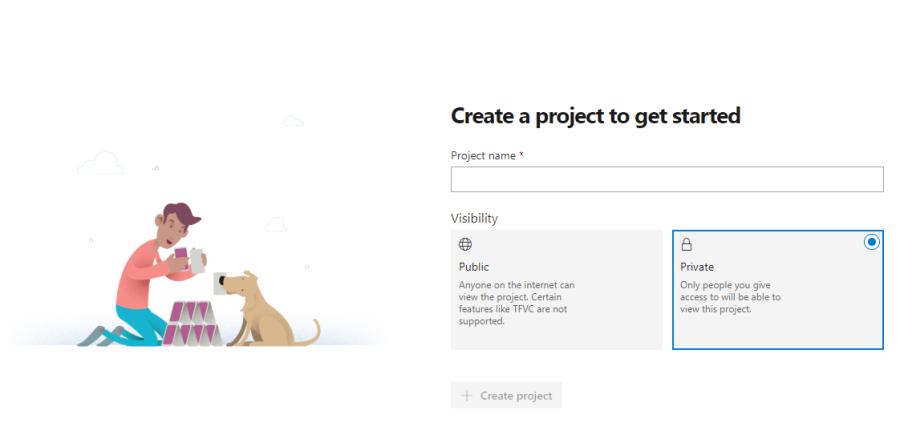 Create a project to get started
Project name *
Visibility
Public
Anyone on the internet can
view the project. Certain
features like TFVC are not
supported.
Private
Only people you give
access to will be able to
view this project.
+ Create project